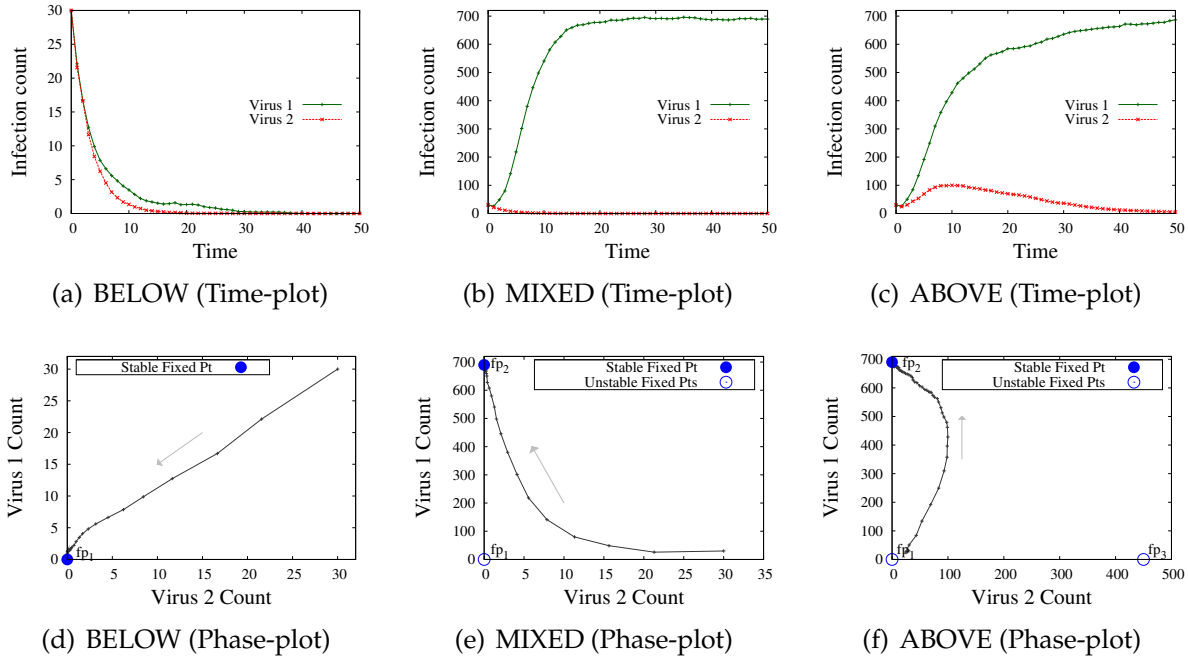 30
25
20
15
10
5
0
0 10 20 30 40 50
Infection count
Time
Virus 1
Virus 2
(a) BELOW (Time-plot)
700
600
500
400
300
200
100
0
0 10 20 30 40 50
Infection count
Time
Virus 1
Virus 2
(b) MIXED (Time-plot)
700
600
500
400
300
200
100
0
0 10 20 30 40 50
Infection count
Time
Virus 1
Virus 2
(c) ABOVE (Time-plot)
Stable Fixed Pt
30
25
20
15
10
5
0
fp1
0 5 10 15 20 25 30
Virus 1 Count
Virus 2 Count
(d) BELOW (Phase-plot)
Stable Fixed Pt
Unstable Fixed Pts
700
600
500
400
300
200
100
0
fp2
fp1
0 5 10 15 20 25 30 35
Virus 1 Count
Virus 2 Count
(e) MIXED (Phase-plot)
Stable Fixed Pt
Unstable Fixed Pts
700
600
500
400
300
200
100
0
fp2
fp1
fp3
0 100 200 300 400 500
Virus 1 Count
Virus 2 Count
(f) ABOVE (Phase-plot)